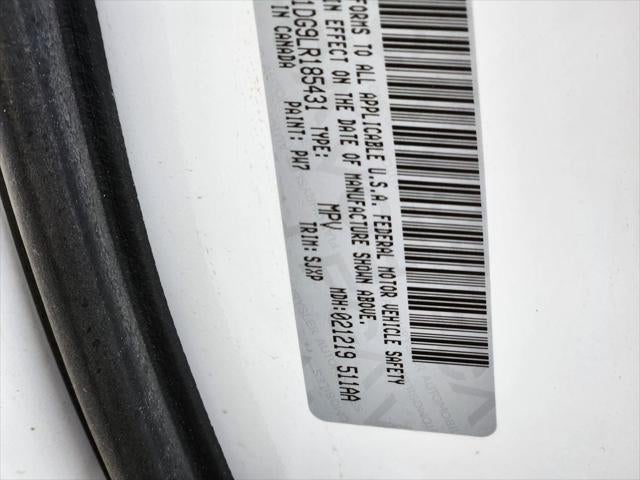 FORMS TO ALL APPLICABLE U.S.A. FEDERAL MOTOR VEHICLE SAFETY
IN EFFECT ON THE DATE OF MANUFACTURE SHOWN ABOVE.
1DG9LR185431 TYPE: MPV MDH:021219 511AA
IN CANADA PAINT: PW7 TRIM: SJXP